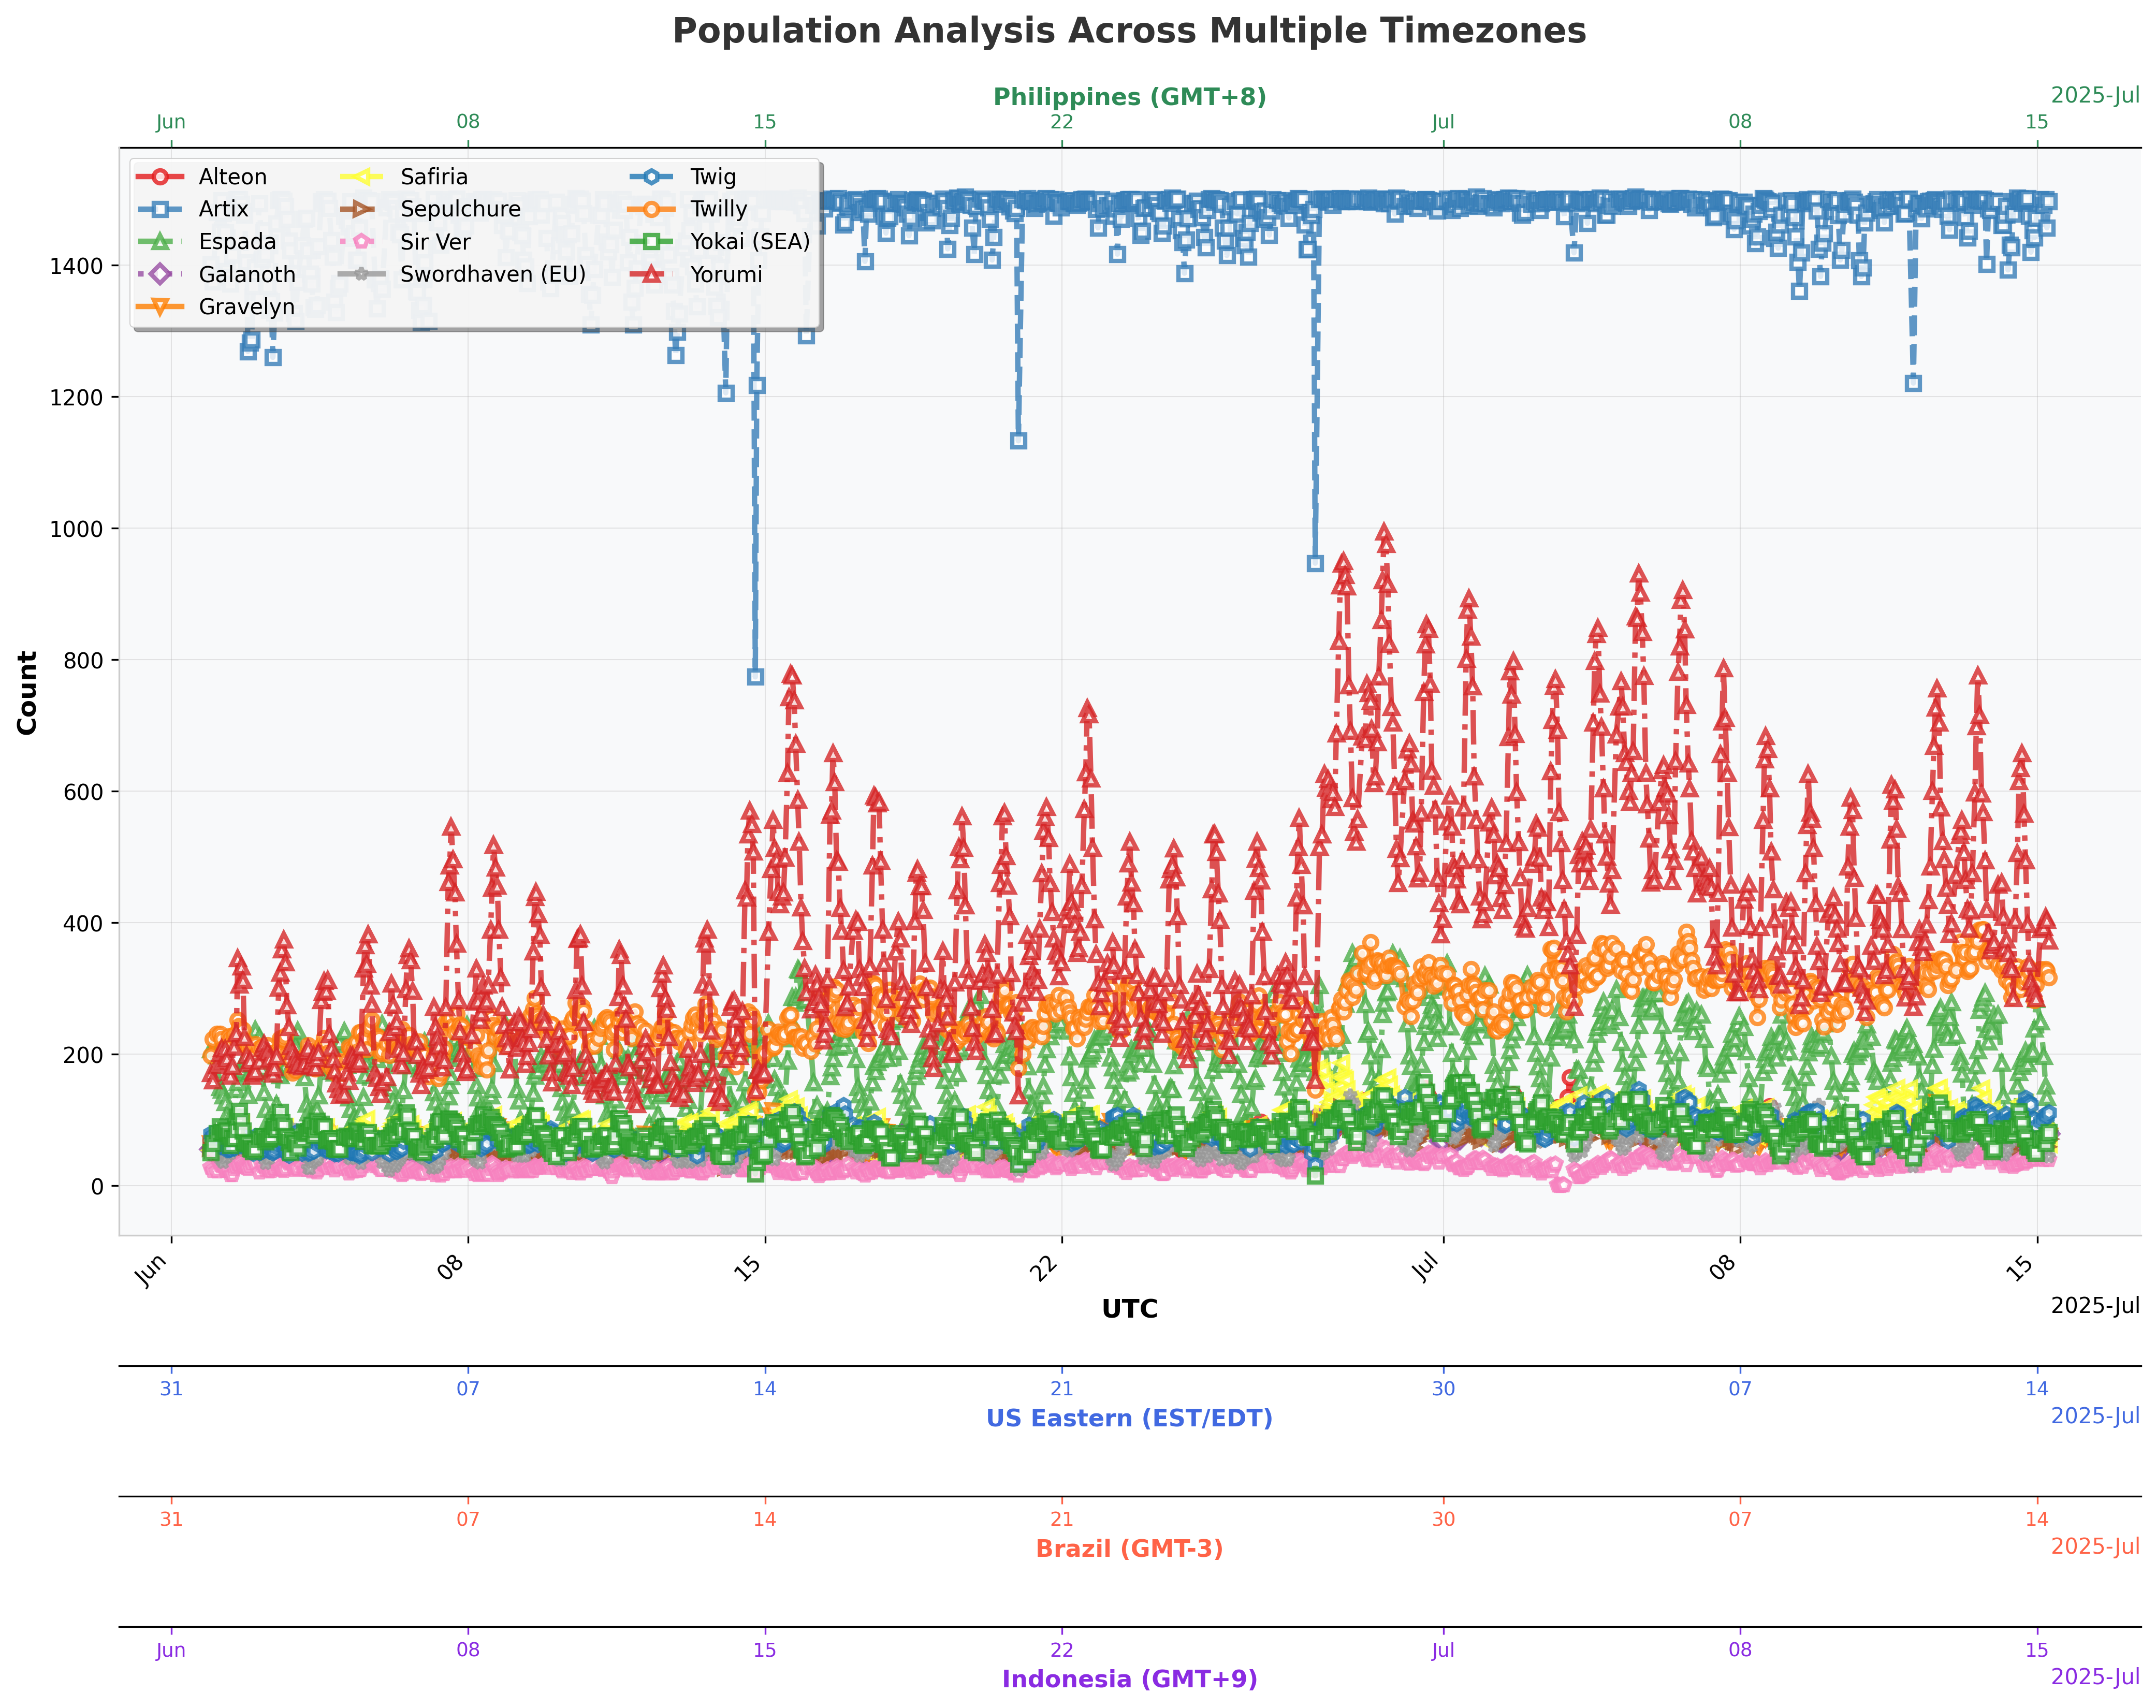 Population Analysis Across Multiple Timezones
Philippines (GMT+8)
2025-Jul
Jun 08 15 22 Jul 08 15
Alteon
Artix
Espada
Galanoth
Gravelyn
Safiria
Sepulchure
Sir Ver
Swordhaven (EU)
Twig
Twilly
Yokai (SEA)
Yorumi
1400
1200
1000
800
600
400
200
0
Count
Jun 08 15 22 Jul 08 15
UTC
2025-Jul
31 07 14 21 30 07 14
US Eastern (EST/EDT)
2025-Jul
31 07 14 21 30 07 14
Brazil (GMT-3)
2025-Jul
Jun 08 15 22 Jul 08 15
Indonesia (GMT+9)
2025-Jul